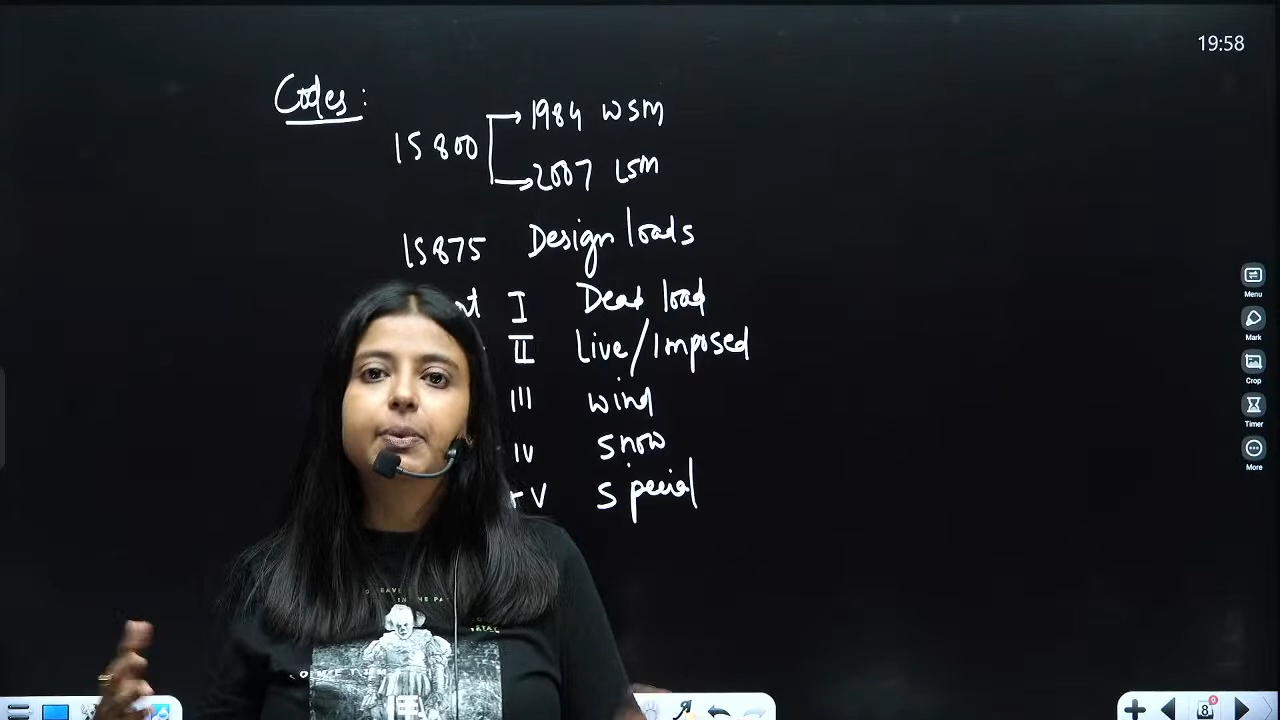 19:58
Codes:
IS 800
1984 WSM
2007 LSM
IS 875 Design loads
I Dead load
II Live/Imposed
III wind
IV Snow
V Special
Menu
Mark
Crop
Timer
More
8